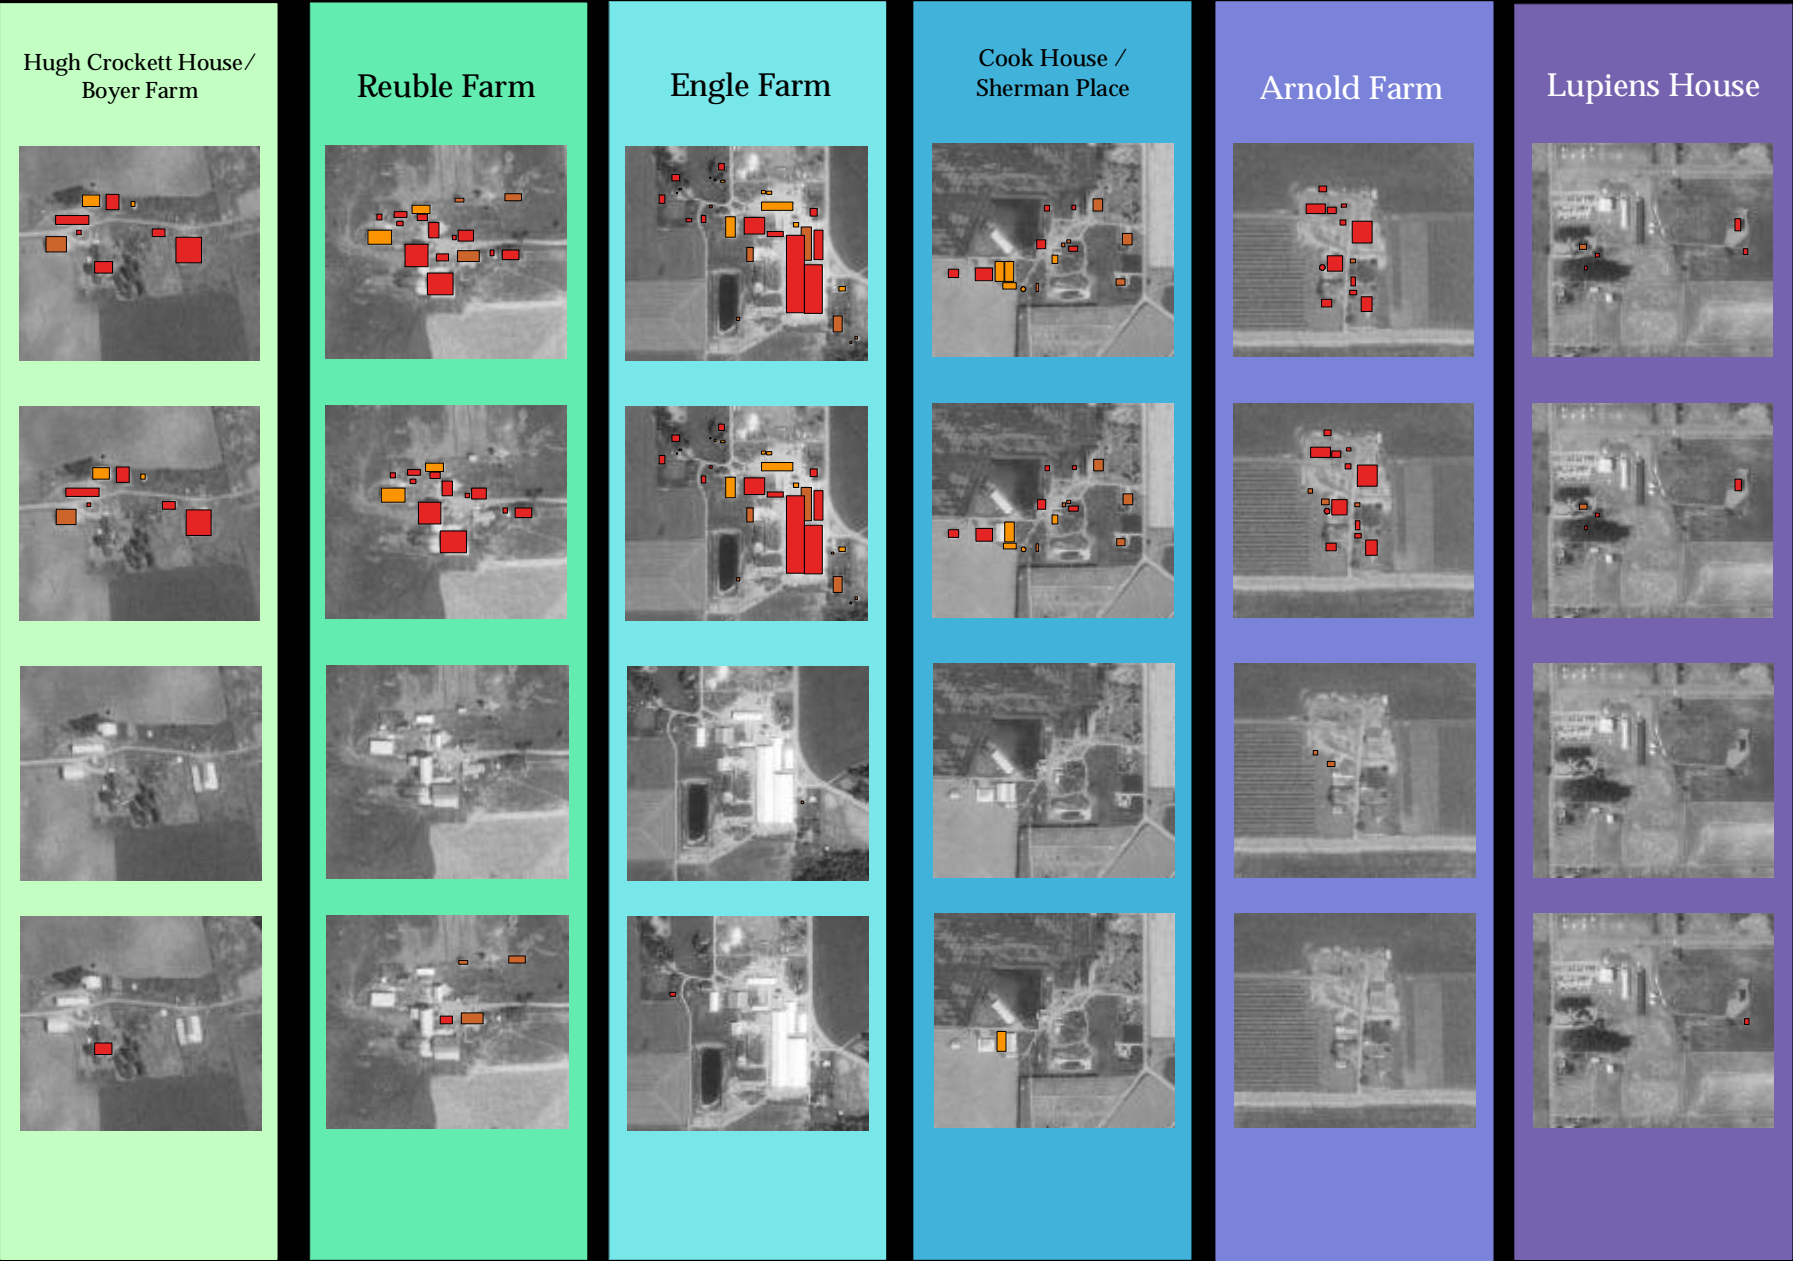 Hugh Crockett House/
Boyer Farm
Reuble Farm
Engle Farm
Cook House /
Sherman Place
Arnold Farm
Lupiens House